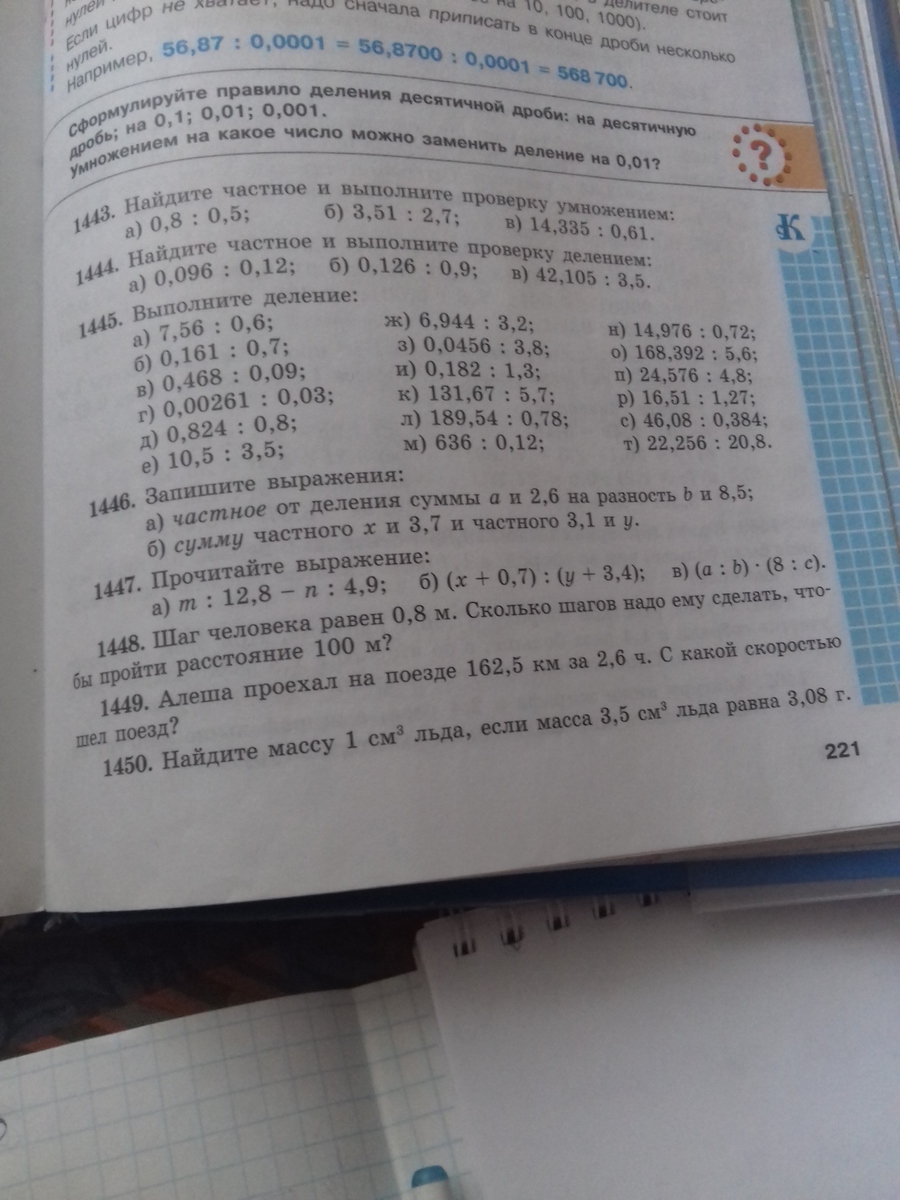 нулей
на 10, 100, 1000).
делителе стоит
Если цифр не хватает, надо сначала приписать в конце дроби несколько
нулей.
Например, 56,87 : 0,0001 = 56,8700 : 0,0001 = 568 700.
Сформулируйте правило деления десятичной дроби: на десятичную
дробь; на 0,1; 0,01; 0,001.
Умножением на какое число можно заменить деление на 0,01?
?
К
1443. Найдите частное и выполните проверку умножением:
а) 0,8 : 0,5; б) 3,51 : 2,7; в) 14,335 : 0,61.
1444. Найдите частное и выполните проверку делением:
а) 0,096 : 0,12; б) 0,126 : 0,9; в) 42,105 : 3,5.
1445. Выполните деление:
а) 7,56 : 0,6; ж) 6,944 : 3,2; н) 14,976 : 0,72;
б) 0,161 : 0,7; з) 0,0456 : 3,8; о) 168,392 : 5,6;
в) 0,468 : 0,09; и) 0,182 : 1,3; п) 24,576 : 4,8;
г) 0,00261 : 0,03; к) 131,67 : 5,7; р) 16,51 : 1,27;
д) 0,824 : 0,8; л) 189,54 : 0,78; с) 46,08 : 0,384;
е) 10,5 : 3,5; м) 636 : 0,12; т) 22,256 : 20,8.
1446. Запишите выражения:
а) частное от деления суммы a и 2,6 на разность b и 8,5;
б) сумму частного x и 3,7 и частного 3,1 и y.
1447. Прочитайте выражение:
а) m : 12,8 − n : 4,9; б) (x + 0,7) : (y + 3,4); в) (a : b) · (8 : c).
1448. Шаг человека равен 0,8 м. Сколько шагов надо ему сделать, что-
бы пройти расстояние 100 м?
1449. Алеша проехал на поезде 162,5 км за 2,6 ч. С какой скоростью
шел поезд?
1450. Найдите массу 1 см³ льда, если масса 3,5 см³ льда равна 3,08 г.
221